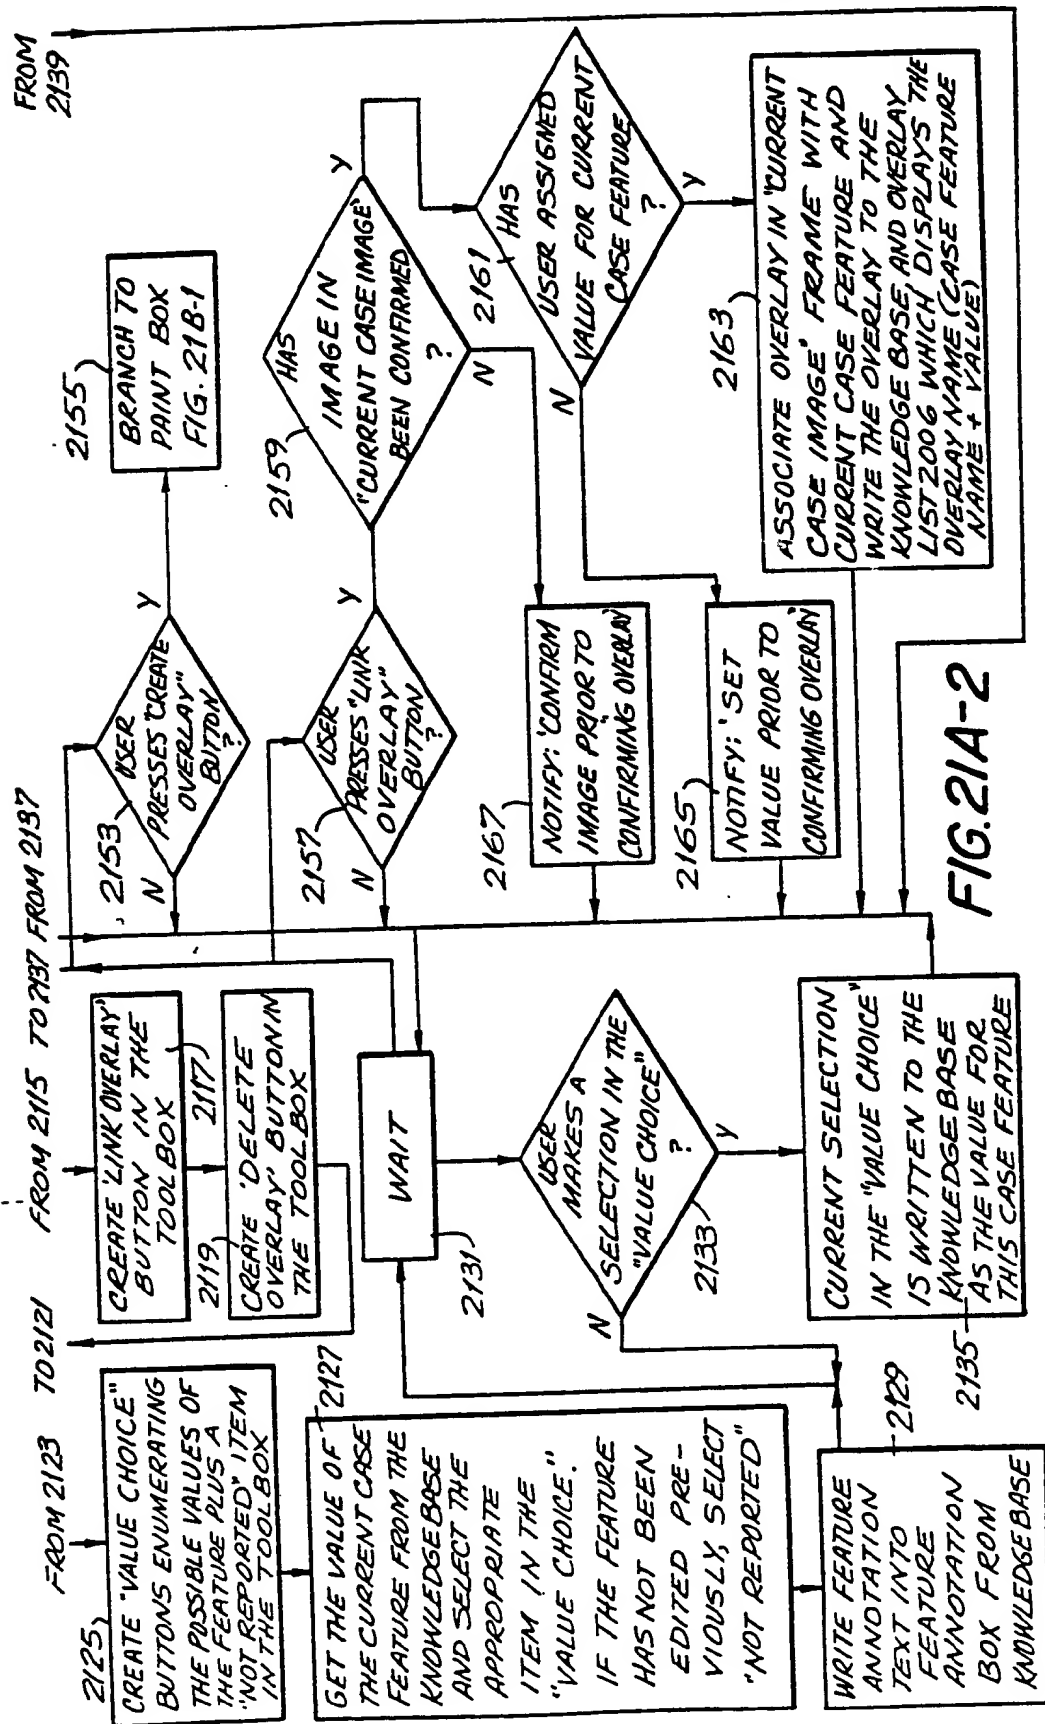 FROM 2123
2125
CREATE "VALUE CHOICE"
BUTTONS ENUMERATING
THE POSSIBLE VALUES OF
THE FEATURE PLUS A
"NOT REPORTED" ITEM
IN THE TOOLBOX
2127
GET THE VALUE OF
THE CURRENT CASE
FEATURE FROM THE
KNOWLEDGE BASE
AND SELECT THE
APPROPRIATE
ITEM IN THE
"VALUE CHOICE."
IF THE FEATURE
HAS NOT BEEN
EDITED PRE-
VIOUSLY, SELECT
"NOT REPORTED"
2129
WRITE FEATURE
ANNOTATION
TEXT INTO
FEATURE
ANNOTATION
BOX FROM
KNOWLEDGE BASE
TO 2121
FROM 2115
CREATE 'LINK OVERLAY'
BUTTON IN THE
TOOLBOX
2117
2119
CREATE 'DELETE
OVERLAY' BUTTON IN
THE TOOLBOX
WAIT
2131
USER
MAKES A
SELECTION IN THE
"VALUE CHOICE"
?
2133
N
Y
CURRENT SELECTION
IN THE "VALUE CHOICE"
IS WRITTEN TO THE
KNOWLEDGE BASE
AS THE VALUE FOR
THIS CASE FEATURE
2135
TO 2137
FROM 2137
2153
USER
PRESSES "CREATE
OVERLAY"
BUTTON
?
N
Y
2155
BRANCH TO
PAINT BOX
FIG. 21B-1
2157
USER
PRESSES "LINK
OVERLAY"
BUTTON
?
N
Y
2159
HAS
IMAGE IN
"CURRENT CASE IMAGE"
BEEN CONFIRMED
?
N
Y
2161
HAS
USER ASSIGNED
VALUE FOR CURRENT
CASE FEATURE
?
N
Y
2167
NOTIFY: 'CONFIRM
IMAGE PRIOR TO
CONFIRMING OVERLAY'
2165
NOTIFY: 'SET
VALUE PRIOR TO
CONFIRMING OVERLAY'
2163
ASSOCIATE OVERLAY IN "CURRENT
CASE IMAGE" FRAME WITH
CURRENT CASE FEATURE AND
WRITE THE OVERLAY TO THE
KNOWLEDGE BASE, AND OVERLAY
LIST 2006 WHICH, DISPLAYS THE
OVERLAY NAME (CASE FEATURE
NAME + VALUE)
FROM
2139
FIG. 21A-2